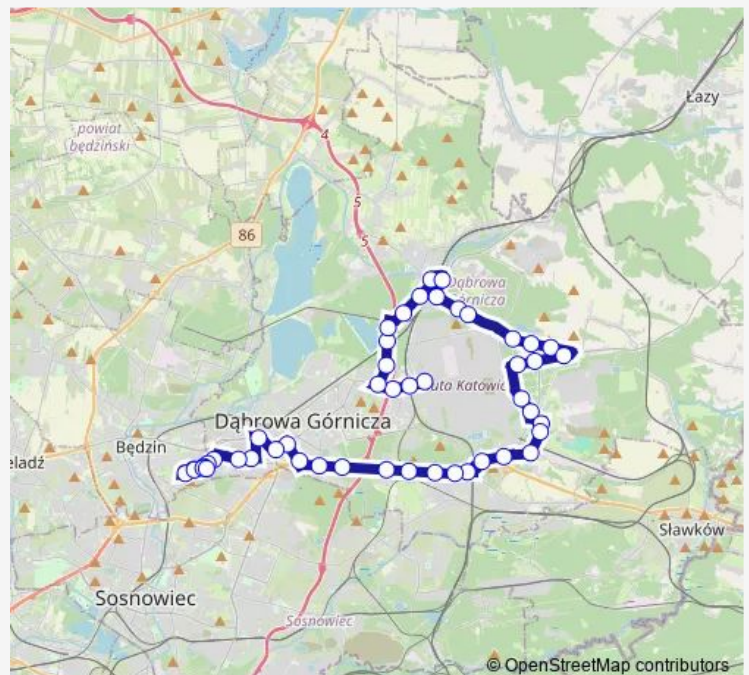 Łazy
powiat
będziński
4
5
5
86
Dąbrowa
Górnicza
Huta Katowice
Dąbrowa Górnicza
Będzin
eladź
Sławków
Sosnowiec
Sosnowiec
© OpenStreetMap contributors